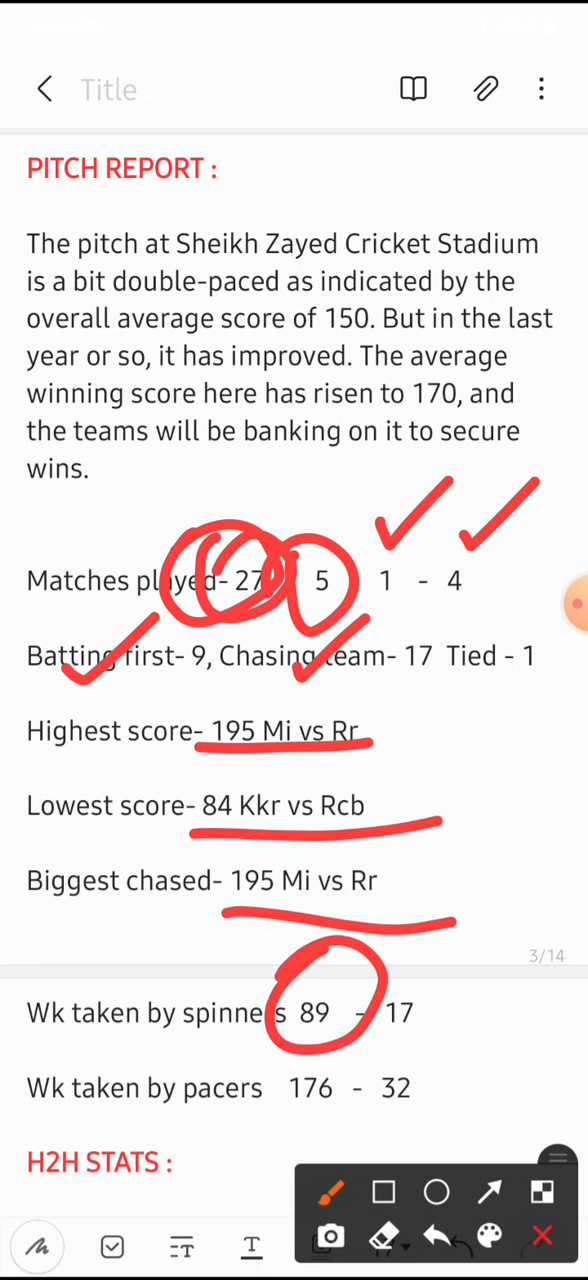 Title
PITCH REPORT :
The pitch at Sheikh Zayed Cricket Stadium
is a bit double-paced as indicated by the
overall average score of 150. But in the last
year or so, it has improved. The average
winning score here has risen to 170, and
the teams will be banking on it to secure
wins.
Matches played- 27 5 1 - 4
Batting first- 9, Chasing team- 17 Tied - 1
Highest score- 195 Mi vs Rr
Lowest score- 84 Kkr vs Rcb
Biggest chased- 195 Mi vs Rr
3/14
Wk taken by spinners 89 - 17
Wk taken by pacers 176 - 32
H2H STATS :